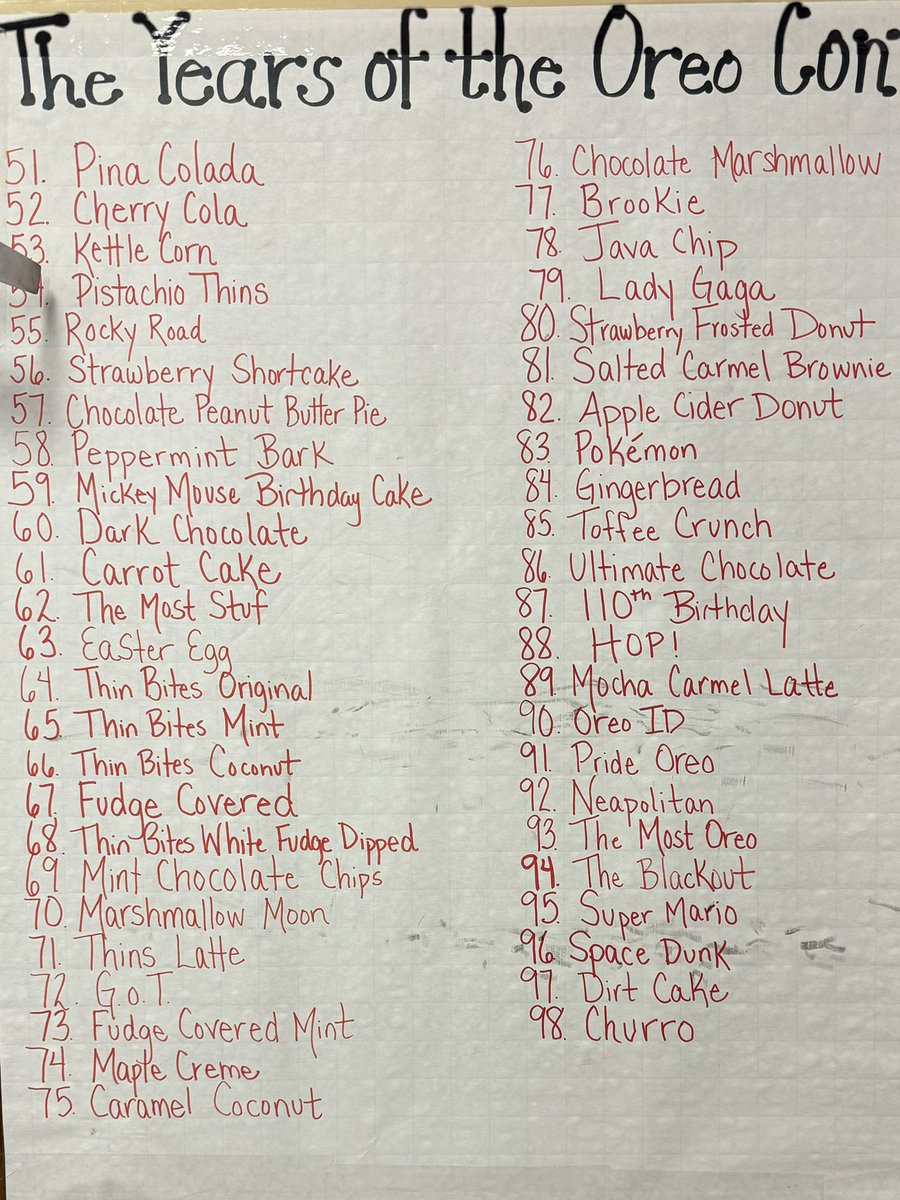 The Years of the Oreo Con
51. Pina Colada
52. Cherry Cola
53. Kettle Corn
54. Pistachio Thins
55. Rocky Road
56. Strawberry Shortcake
57. Chocolate Peanut Butter Pie
58. Peppermint Bark
59. Mickey Mouse Birthday Cake
60. Dark Chocolate
61. Carrot Cake
62. The Most Stuf
63. Easter Egg
64. Thin Bites Original
65. Thin Bites Mint
66. Thin Bites Coconut
67. Fudge Covered
68. Thin Bites White Fudge Dipped
69 Mint Chocolate Chips
70. Marshmallow Moon
71. Thins Latte
72. G.o.T.
73. Fudge Covered Mint
74. Maple Creme
75. Caramel Coconut
76. Chocolate Marshmallow
77. Brookie
78. Java Chip
79. Lady Gaga
80. Strawberry Frosted Donut
81. Salted Carmel Brownie
82. Apple Cider Donut
83. Pokémon
84. Gingerbread
85. Toffee Crunch
86. Ultimate Chocolate
87. 110th Birthday
88. HOP!
89. Mocha Carmel Latte
90. Oreo ID
91. Pride Oreo
92. Neapolitan
93. The Most Oreo
94. The Blackout
95. Super Mario
96. Space Dunk
97. Dirt Cake
98. Churro